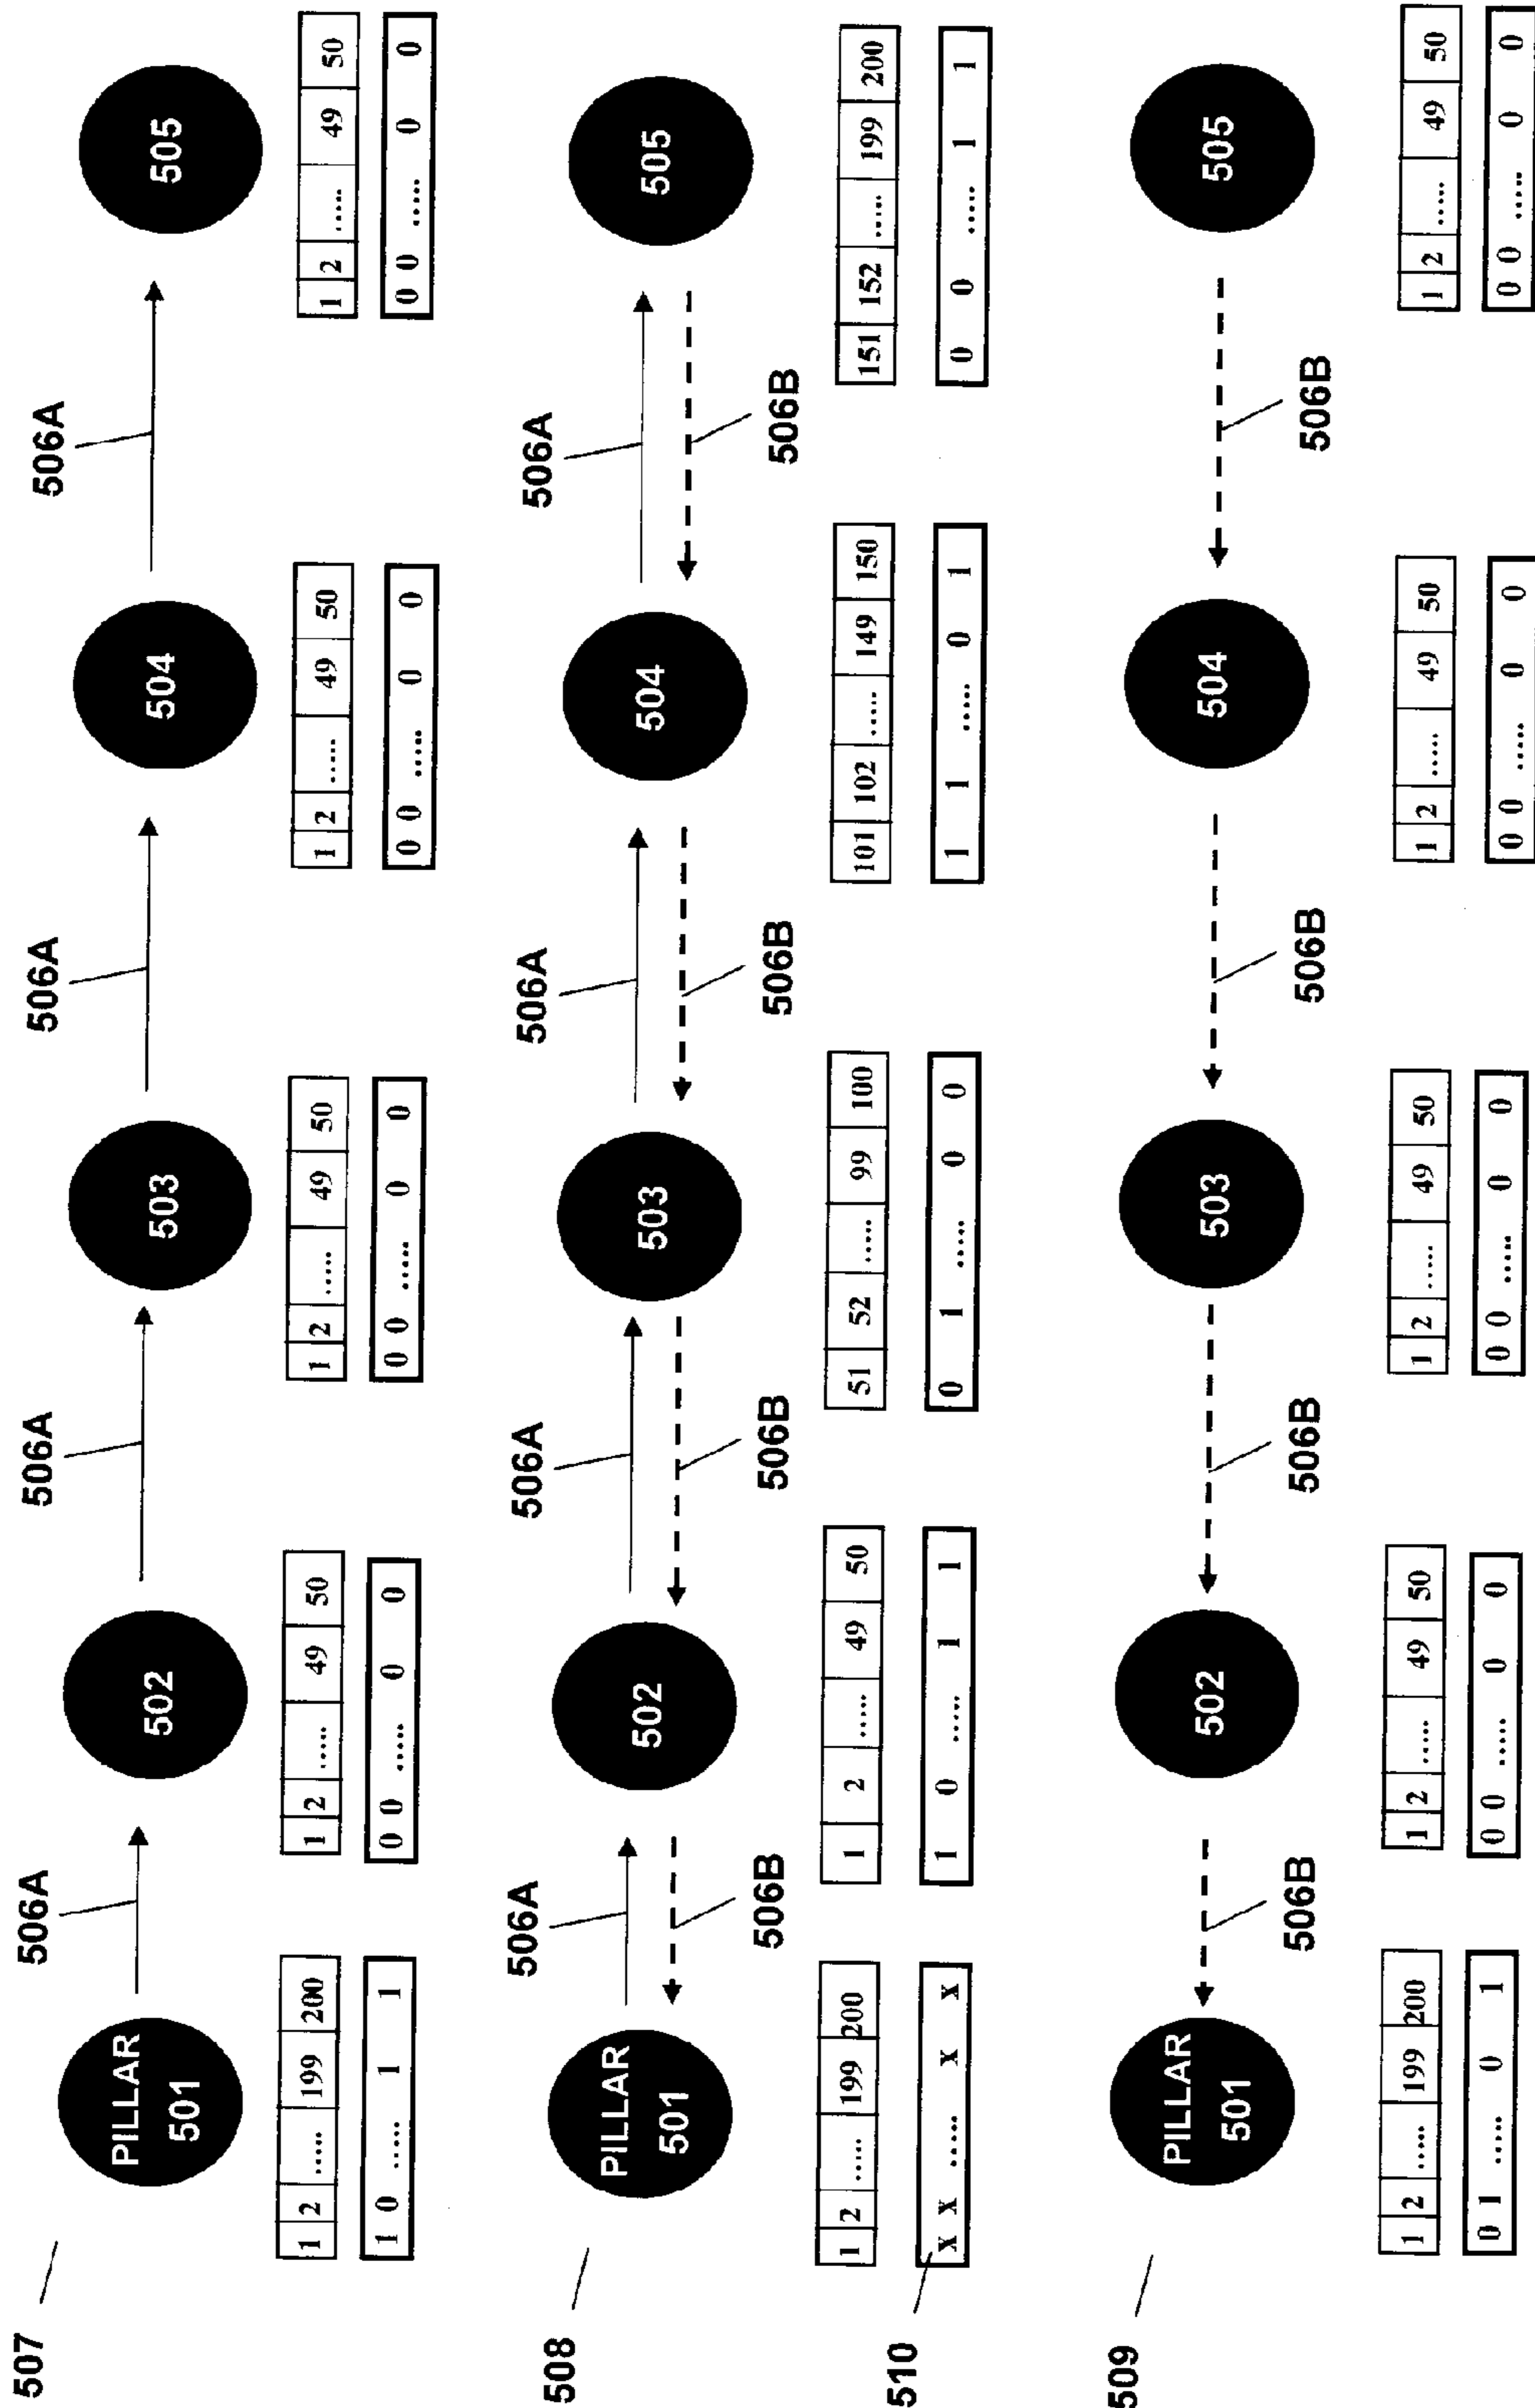 507
506A 506A 506A 506A
PILLAR
501 502 503 504 505
1 2 ..... 199 200 1 2 ..... 49 50 1 2 ..... 49 50 1 2 ..... 49 50 1 2 ..... 49 50
1 0 ..... 1 1 0 0 ..... 0 0 0 0 ..... 0 0 0 0 ..... 0 0 0 0 ..... 0 0
508
506A 506A 506A 506A
PILLAR
501 502 503 504 505
506B 506B 506B 506B
1 2 ..... 199 200 1 2 ..... 49 50 51 52 ..... 99 100 101 102 ..... 149 150 151 152 ..... 199 200
510
x x ..... x x 1 0 ..... 1 1 0 1 ..... 0 0 1 1 ..... 0 1 0 0 ..... 1 1
509
PILLAR
501 502 503 504 505
506B 506B 506B 506B
1 2 ..... 199 200 1 2 ..... 49 50 1 2 ..... 49 50 1 2 ..... 49 50 1 2 ..... 49 50
0 1 ..... 0 1 0 0 ..... 0 0 0 0 ..... 0 0 0 0 ..... 0 0 0 0 ..... 0 0